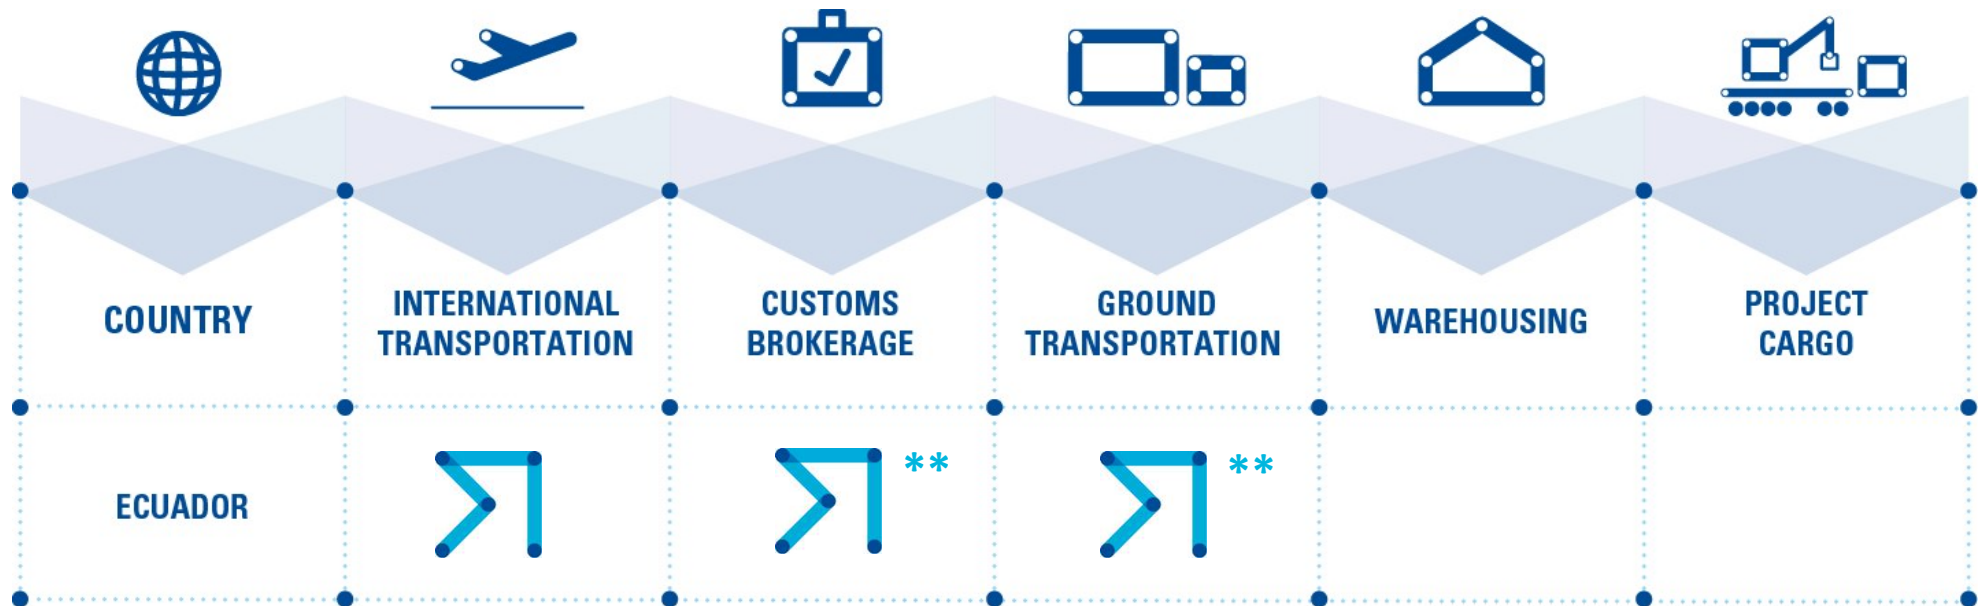 COUNTRY
INTERNATIONAL
TRANSPORTATION
CUSTOMS
BROKERAGE
GROUND
TRANSPORTATION
WAREHOUSING
PROJECT
CARGO
ECUADOR
**
**